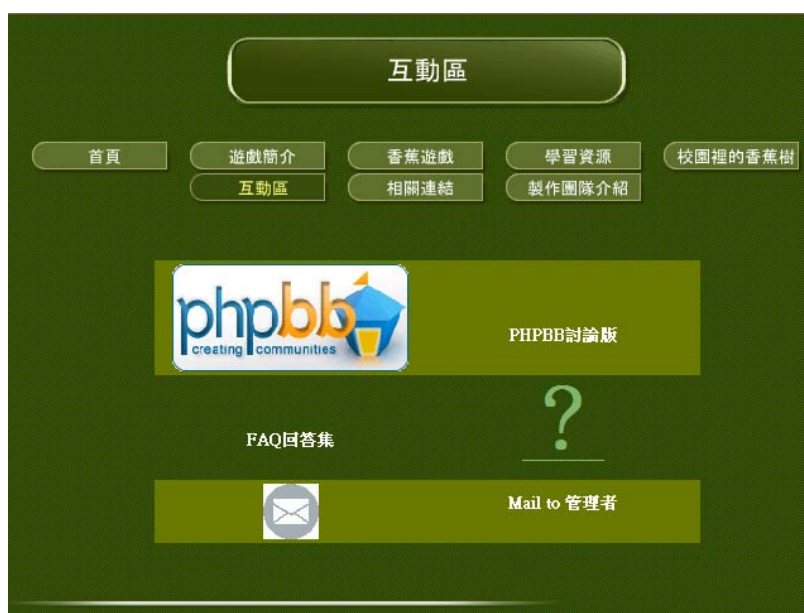 互動區
首頁 遊戲簡介 香蕉遊戲 學習資源 校園裡的香蕉樹
互動區 相關連結 製作團隊介紹
phpbb
creating communities
PHPBB討論版
?
FAQ回答集
Mail to 管理者